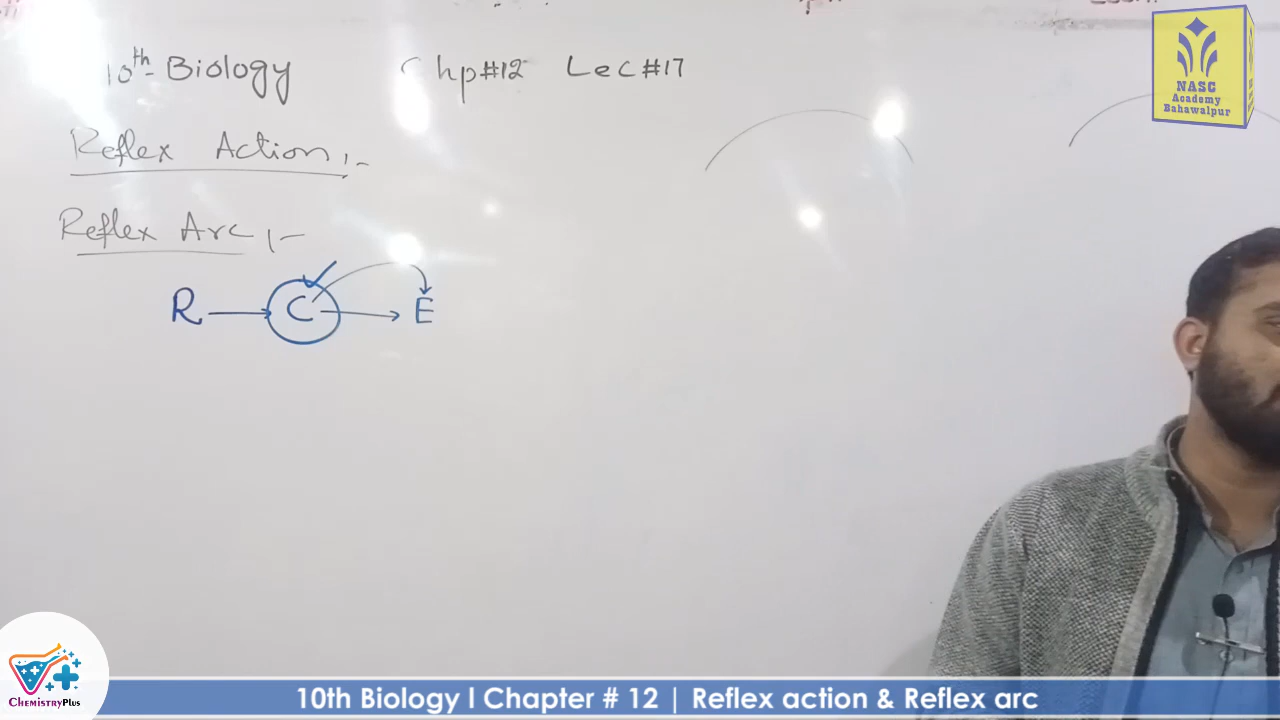 10th Biology Chp#12 Lec#17
Reflex Action:-
Reflex Arc:-
R → C → E
NASG
Academy
Bahawalpur
ChemistryPlus
10th Biology l Chapter # 12 | Reflex action & Reflex arc